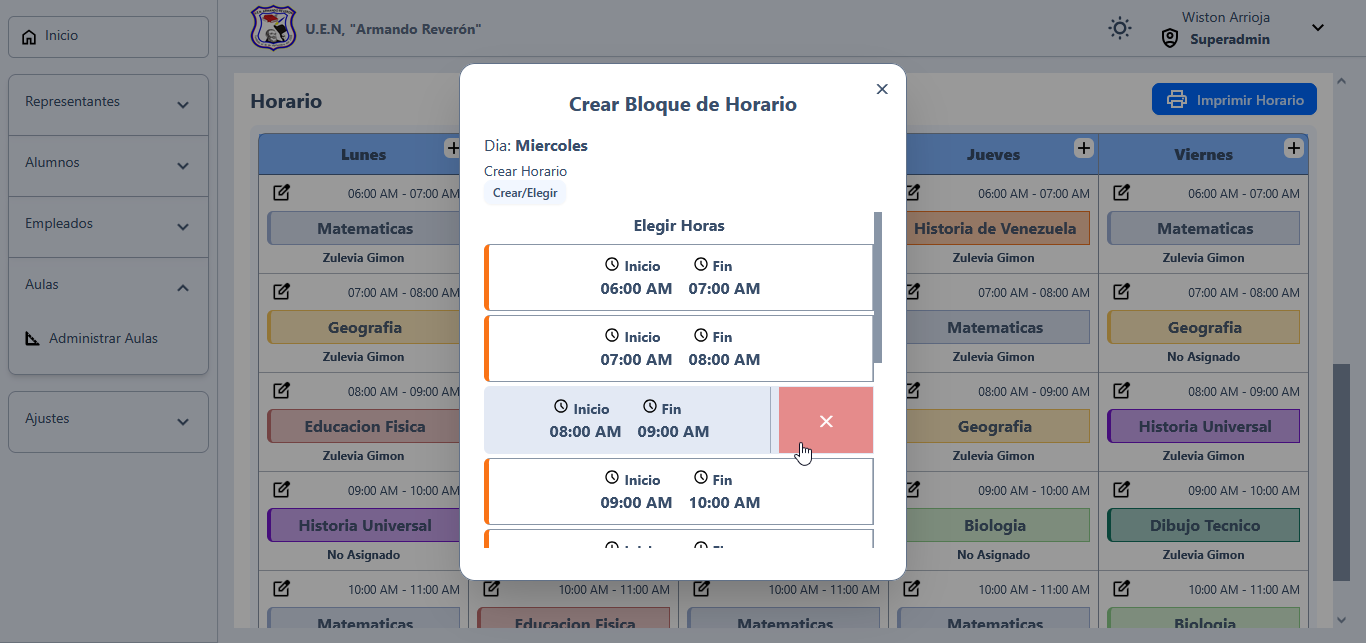 Inicio
Representantes
Alumnos
Empleados
Aulas
Administrar Aulas
Ajustes
U.E.N, "Armando Reverón"
Wiston Arrioja
Superadmin
Horario
Imprimir Horario
Lunes
06:00 AM - 07:00 AM
Matematicas
Zulevia Gimon
07:00 AM - 08:00 AM
Geografia
Zulevia Gimon
08:00 AM - 09:00 AM
Educacion Fisica
Zulevia Gimon
09:00 AM - 10:00 AM
Historia Universal
No Asignado
10:00 AM - 11:00 AM
Matematicas
Crear Bloque de Horario
Dia: Miercoles
Crear Horario
Crear/Elegir
Elegir Horas
Inicio Fin
06:00 AM 07:00 AM
Inicio Fin
07:00 AM 08:00 AM
Inicio Fin
08:00 AM 09:00 AM
Inicio Fin
09:00 AM 10:00 AM
10:00 AM - 11:00 AM
Educacion Fisica
10:00 AM - 11:00 AM
Matematicas
Jueves
06:00 AM - 07:00 AM
Historia de Venezuela
Zulevia Gimon
07:00 AM - 08:00 AM
Matematicas
Zulevia Gimon
08:00 AM - 09:00 AM
Geografia
Zulevia Gimon
09:00 AM - 10:00 AM
Biologia
No Asignado
10:00 AM - 11:00 AM
Matematicas
Viernes
06:00 AM - 07:00 AM
Matematicas
Zulevia Gimon
07:00 AM - 08:00 AM
Geografia
No Asignado
08:00 AM - 09:00 AM
Historia Universal
Zulevia Gimon
09:00 AM - 10:00 AM
Dibujo Tecnico
Zulevia Gimon
10:00 AM - 11:00 AM
Biologia